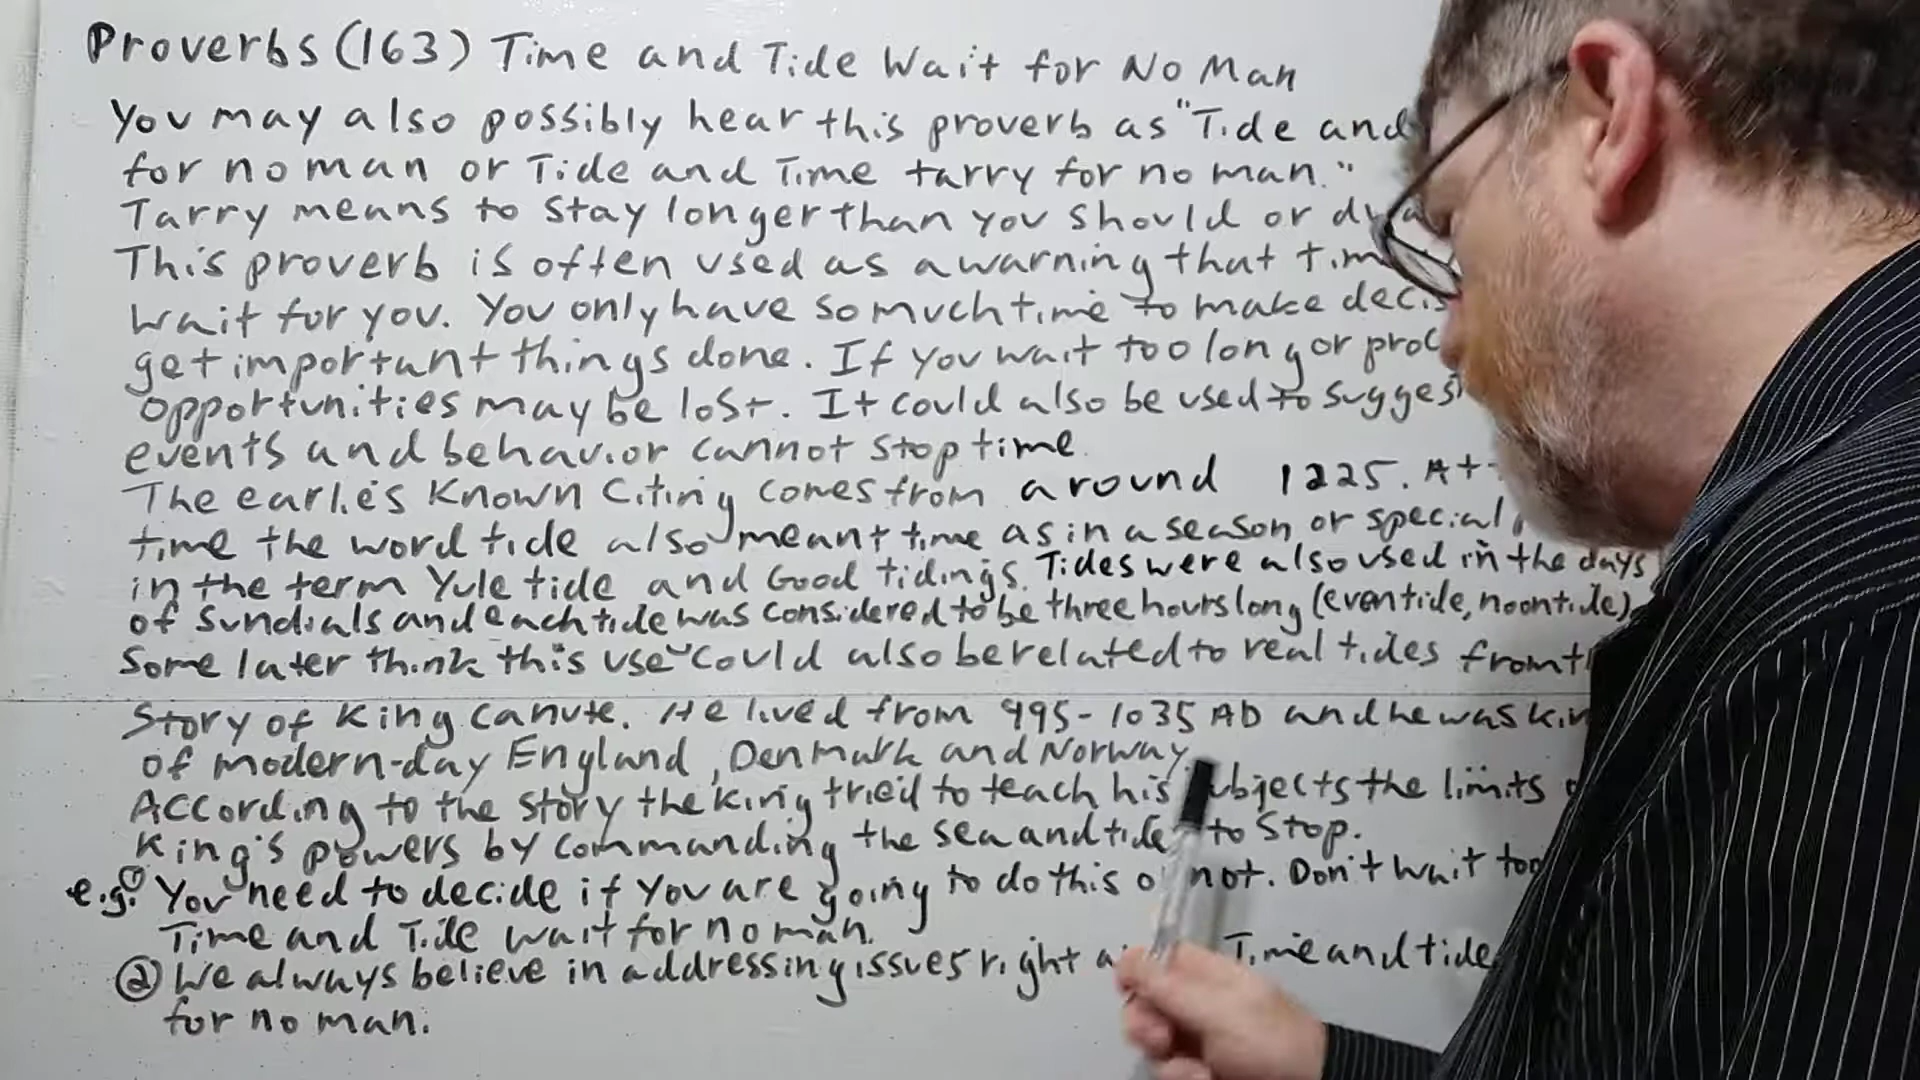 Proverbs (163) Time and Tide Wait for No Man
You may also possibly hear this proverb as "Tide and
for no man or Tide and Time tarry for no man."
Tarry means to stay longer than you should or
This proverb is often used as a warning that
wait for you. You only have so much time to make
get important things done. If you wait too long or
opportunities may be lost. It could also be used to
events and behavior cannot stop time.
The earlies known citing comes from around 1225. At
time the word tide also meant time as in a season or special
in the term Yule tide and Good tidings. Tides were also used in the days
of sundials and each tide was considered to be three hours long (eventide, noontide)
Some later think this use could also be related to real tides from
Story of King Canute. He lived from 995-1035 AD and he was
of modern-day England, Denmark and Norway
According to the story the king tried to teach his the limits
King's powers by commanding the sea and to stop.
e.g. ① You need to decide if you are going to do this not. Don't wait too
Time and Tide wait for no man.
② We always believe in addressing issues right Time and tide
for no man.